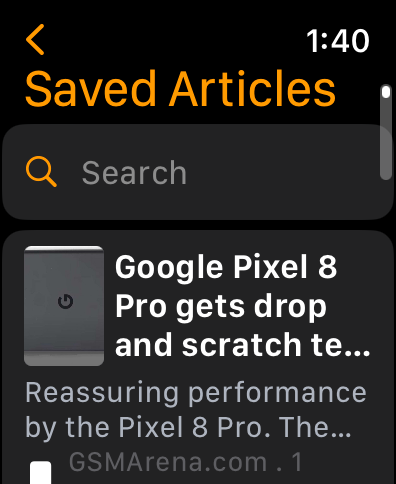 1:40
Saved Articles
Search
Google Pixel 8
Pro gets drop
and scratch te...
Reassuring performance
by the Pixel 8 Pro. The...
GSMArena.com . 1